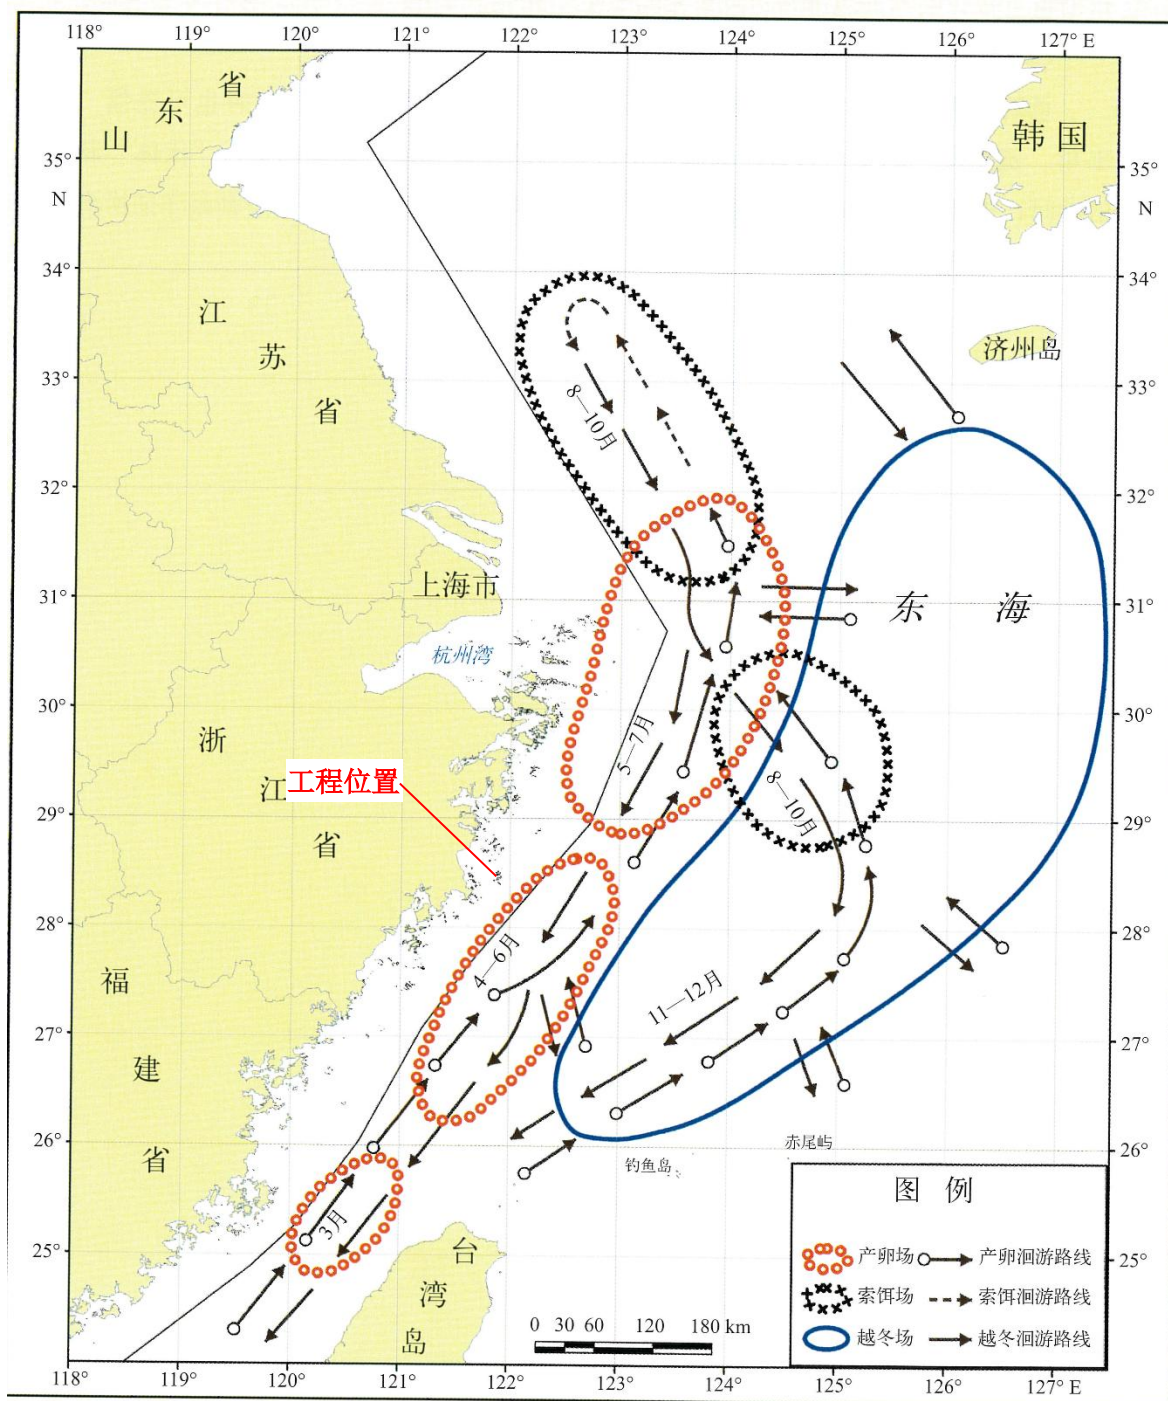 118° 119° 120° 121° 122° 123° 124° 125° 126° 127° E
山东省
韩国
35°
N
35°
N
34°
34°
江苏省
济州岛
33°
33°
8—10月
32°
32°
上海市
31°
31°
东海
杭州湾
30°
30°
浙江省
5—7月
工程位置
8—10月
29°
29°
28°
28°
4—6月
福建省
11—12月
27°
27°
26°
26°
赤尾屿
钓鱼岛
3月
25°
25°
台湾岛
图例
产卵场
产卵洄游路线
索饵场
索饵洄游路线
越冬场
越冬洄游路线
0 30 60 120 180 km
118° 119° 120° 121° 122° 123° 124° 125° 126° 127° E